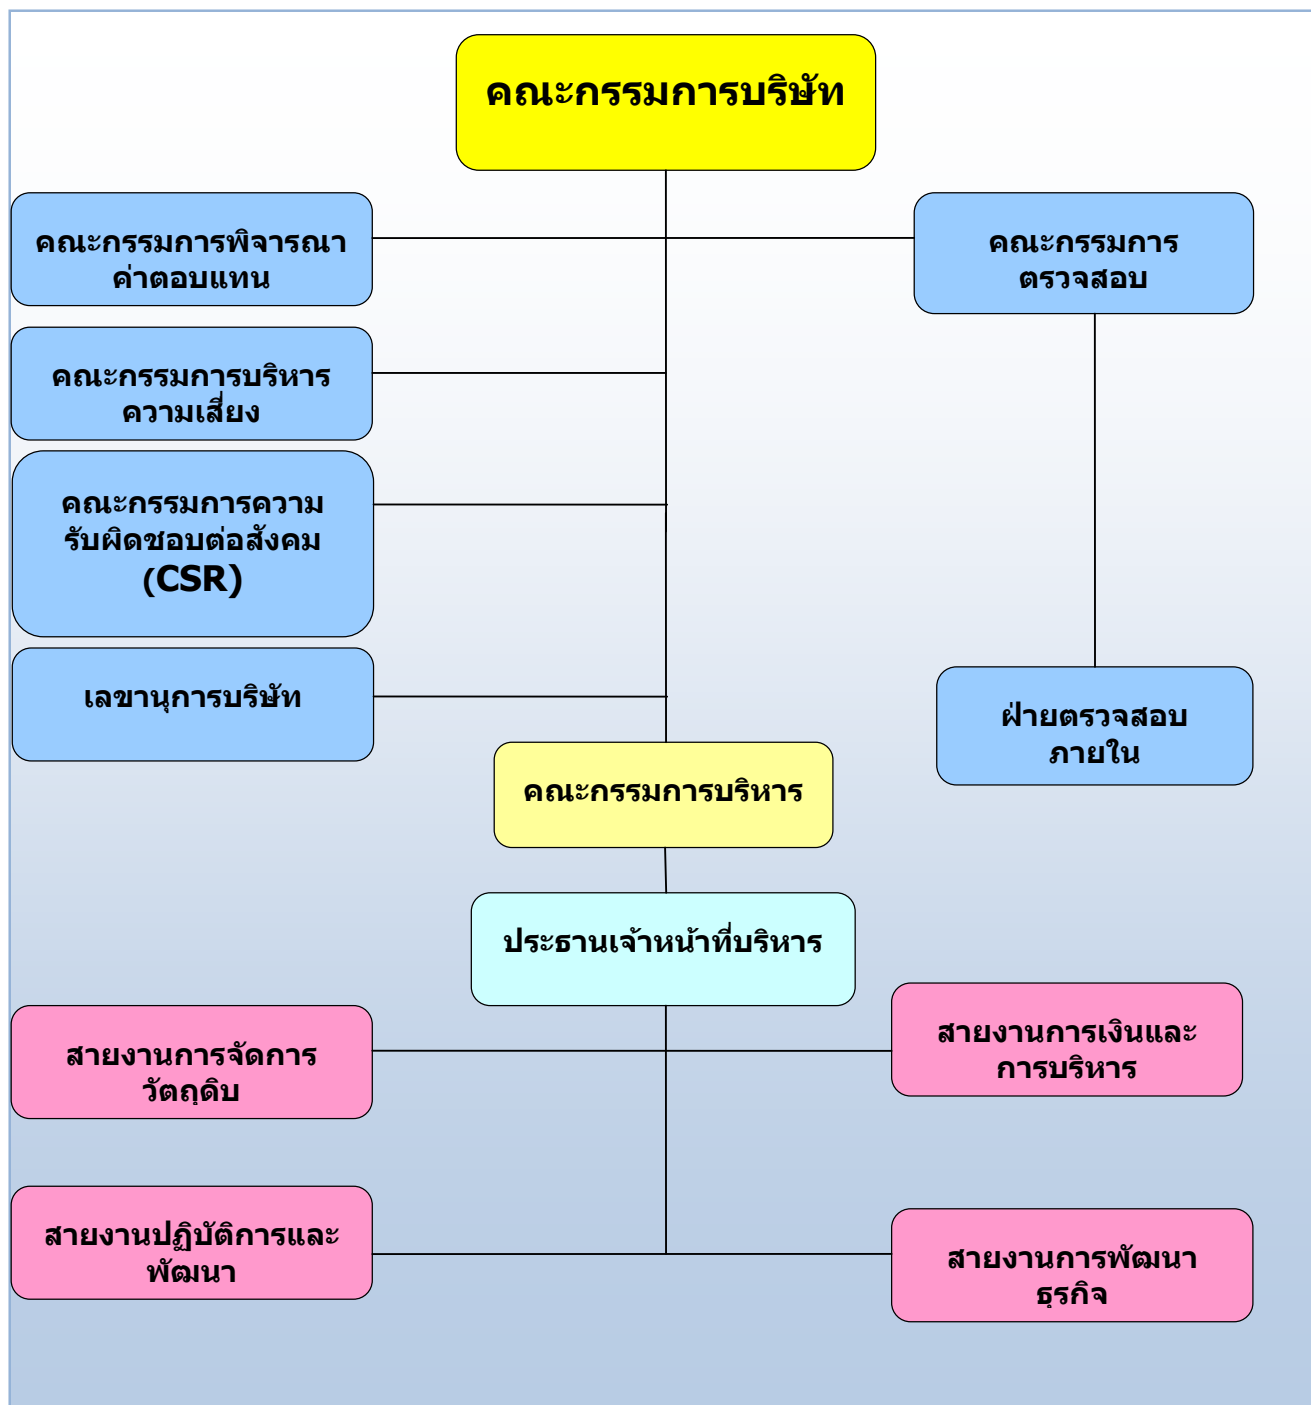 คณะกรรมการบริษัท
คณะกรรมการพิจารณา
ค่าตอบแทน
คณะกรรมการ
ตรวจสอบ
คณะกรรมการบริหาร
ความเสี่ยง
คณะกรรมการความ
รับผิดชอบต่อสังคม
(CSR)
เลขานุการบริษัท
ฝ่ายตรวจสอบ
ภายใน
คณะกรรมการบริหาร
ประธานเจ้าหน้าที่บริหาร
สายงานการจัดการ
วัตถุดิบ
สายงานการเงินและ
การบริหาร
สายงานปฏิบัติการและ
พัฒนา
สายงานการพัฒนา
ธุรกิจ